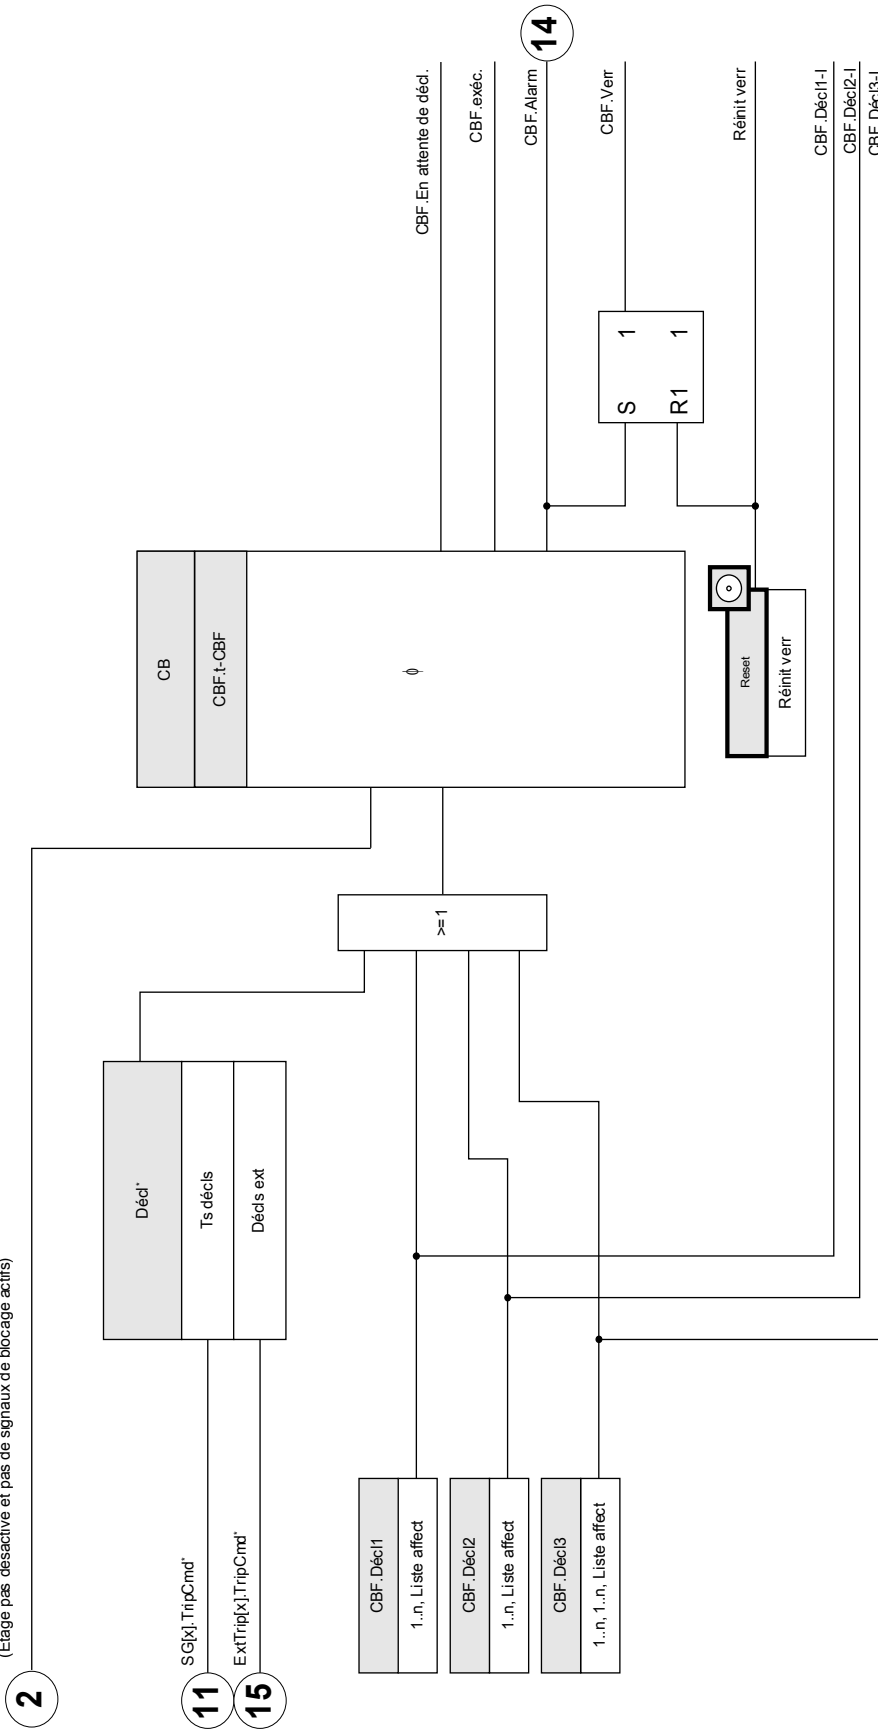 (Etage pas désactivé et pas de signaux de blocage actifs)
2
SG[x].TripCmd*
11
ExtTrip[x].TripCmd*
15
Décl*
Ts décls
Décls ext
CBF.Décl1
1..n, Liste affect
CBF.Décl2
1..n, Liste affect
CBF.Décl3
1..n, 1..n, Liste affect
>=1
CB
CBF.t-CBF
ϕ
CBF.En attente de décl.
CBF.exéc.
CBF.Alarm
14
S 1
R1 1
CBF.Verr
Reset
Réinit verr
Réinit verr
CBF.Décl1-I
CBF.Décl2-I
CBF.Décl3-I